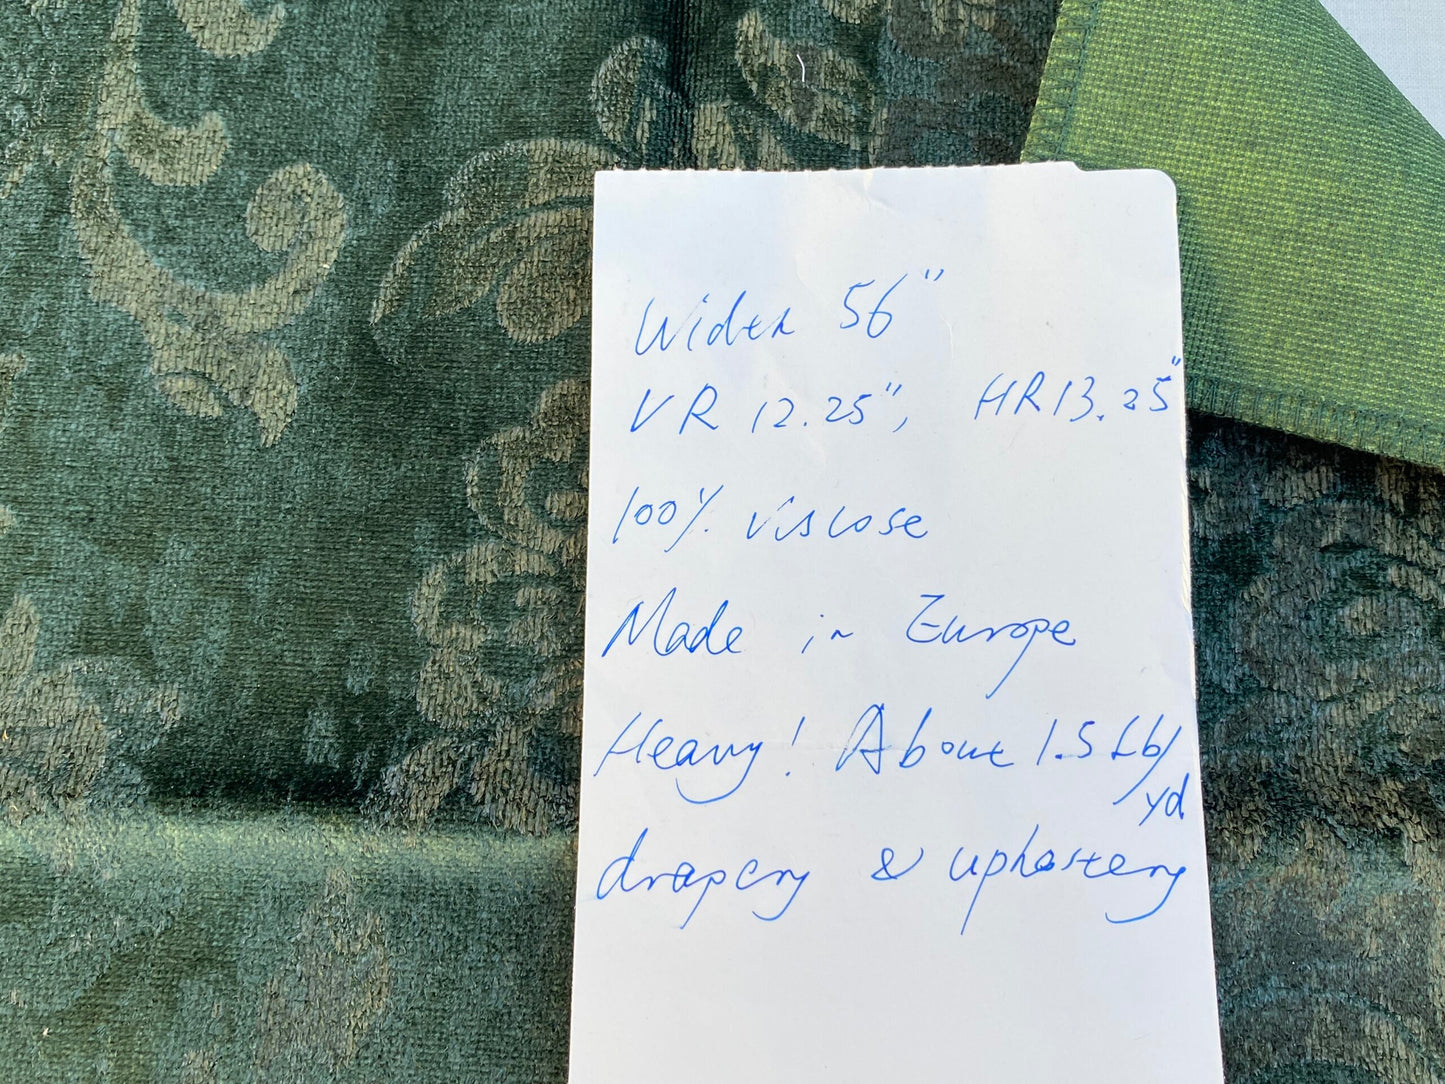 Width 56"
VR 12.25", HR 13.25"
100% viscose
Made in Europe
Heavy! About 1.5 Lb/
yd
drapery & upholstery